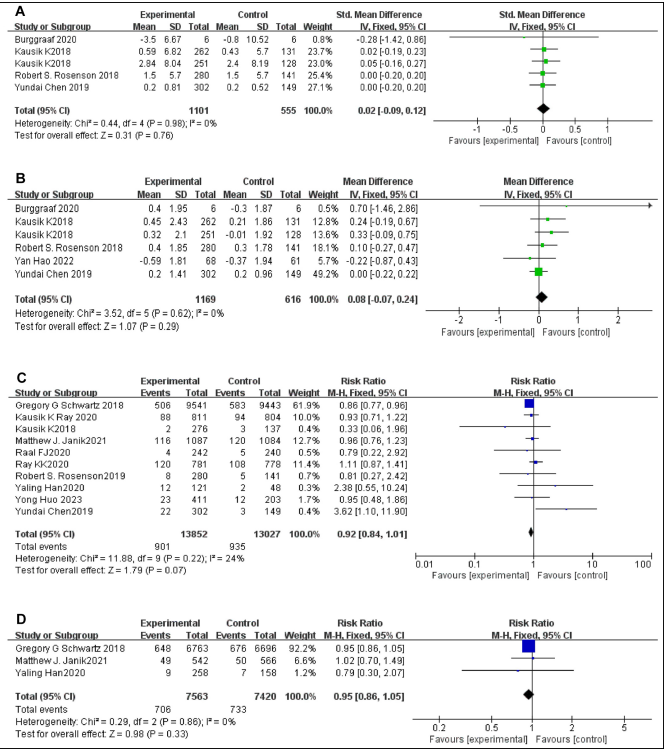 A
Experimental Control Std. Mean Difference Std. Mean Difference
Study or Subgroup Mean SD Total Mean SD Total Weight IV, Fixed, 95% CI IV, Fixed, 95% CI
Burggraaf 2020 -3.5 6.67 6 -0.8 10.52 6 0.8% -0.28 [-1.42, 0.86]
Kausik K2018 0.59 6.82 262 0.43 5.7 131 23.7% 0.02 [-0.19, 0.23]
Kausik K2018 2.84 8.04 251 2.4 8.19 128 23.0% 0.05 [-0.16, 0.27]
Robert S. Rosenson 2018 1.5 5.7 280 1.5 5.7 141 25.4% 0.00 [-0.20, 0.20]
Yundai Chen 2019 0.2 0.81 302 0.2 0.52 149 27.1% 0.00 [-0.20, 0.20]
Total (95% CI) 1101 555 100.0% 0.02 [-0.09, 0.12]
Heterogeneity: Chi² = 0.44, df = 4 (P = 0.98); I² = 0%
Test for overall effect: Z = 0.31 (P = 0.76)
-1 -0.5 0 0.5 1
Favours [experimental] Favours [control]
B
Experimental Control Mean Difference Mean Difference
Study or Subgroup Mean SD Total Mean SD Total Weight IV, Fixed, 95% CI IV, Fixed, 95% CI
Burggraaf 2020 0.4 1.95 6 -0.3 1.87 6 0.5% 0.70 [-1.46, 2.86]
Kausik K2018 0.45 2.43 262 0.21 1.86 131 12.8% 0.24 [-0.19, 0.67]
Kausik K2018 0.32 2.1 251 -0.01 1.92 128 13.3% 0.33 [-0.09, 0.75]
Robert S. Rosenson 2018 0.4 1.85 280 0.3 1.78 141 17.6% 0.10 [-0.27, 0.47]
Yan Hao 2022 -0.59 1.81 68 -0.37 1.94 61 6.6% -0.22 [-0.87, 0.43]
Yundai Chen 2019 0.2 1.41 302 0.2 0.96 149 49.2% 0.00 [-0.22, 0.22]
Total (95% CI) 1169 616 100.0% 0.08 [-0.07, 0.24]
Heterogeneity: Chi² = 3.52, df = 5 (P = 0.62); I² = 0%
Test for overall effect: Z = 1.07 (P = 0.29)
-2 -1 0 1 2
Favours [experimental] Favours [control]
C
Experimental Control Risk Ratio Risk Ratio
Study or Subgroup Events Total Events Total Weight M-H, Fixed, 95% CI M-H, Fixed, 95% CI
Gregory G Schwartz 2018 506 9541 583 9443 61.9% 0.86 [0.77, 0.96]
Kausik K Ray 2020 88 811 94 804 10.0% 0.93 [0.71, 1.22]
Kausik K2018 2 276 3 137 0.4% 0.33 [0.06, 1.96]
Matthew J. Janik2021 116 1087 120 1084 12.7% 0.96 [0.76, 1.23]
Raal FJ2020 4 242 5 240 0.5% 0.79 [0.22, 2.92]
Ray KK2020 120 781 108 778 11.4% 1.11 [0.87, 1.41]
Robert S. Rosenson2019 8 280 5 141 0.7% 0.81 [0.27, 2.42]
Yaling Han2020 12 121 2 48 0.3% 2.38 [0.55, 10.24]
Yong Huo 2023 23 411 12 203 1.7% 0.95 [0.48, 1.86]
Yundai Chen2019 22 302 3 149 0.4% 3.62 [1.10, 11.90]
Total (95% CI) 13852 13027 100.0% 0.92 [0.84, 1.01]
Total events 901 935
Heterogeneity: Chi² = 11.88, df = 9 (P = 0.22); I² = 24%
Test for overall effect: Z = 1.79 (P = 0.07)
0.01 0.1 1 10 100
Favours [experimental] Favours [control]
D
Experimental Control Risk Ratio Risk Ratio
Study or Subgroup Events Total Events Total Weight M-H, Fixed, 95% CI M-H, Fixed, 95% CI
Gregory G Schwartz 2018 648 6763 676 6696 92.2% 0.95 [0.86, 1.05]
Matthew J. Janik2021 49 542 50 566 6.6% 1.02 [0.70, 1.49]
Yaling Han2020 9 258 7 158 1.2% 0.79 [0.30, 2.07]
Total (95% CI) 7563 7420 100.0% 0.95 [0.86, 1.05]
Total events 706 733
Heterogeneity: Chi² = 0.29, df = 2 (P = 0.86); I² = 0%
Test for overall effect: Z = 0.98 (P = 0.33)
0.2 0.5 1 2 5
Favours [experimental] Favours [control]